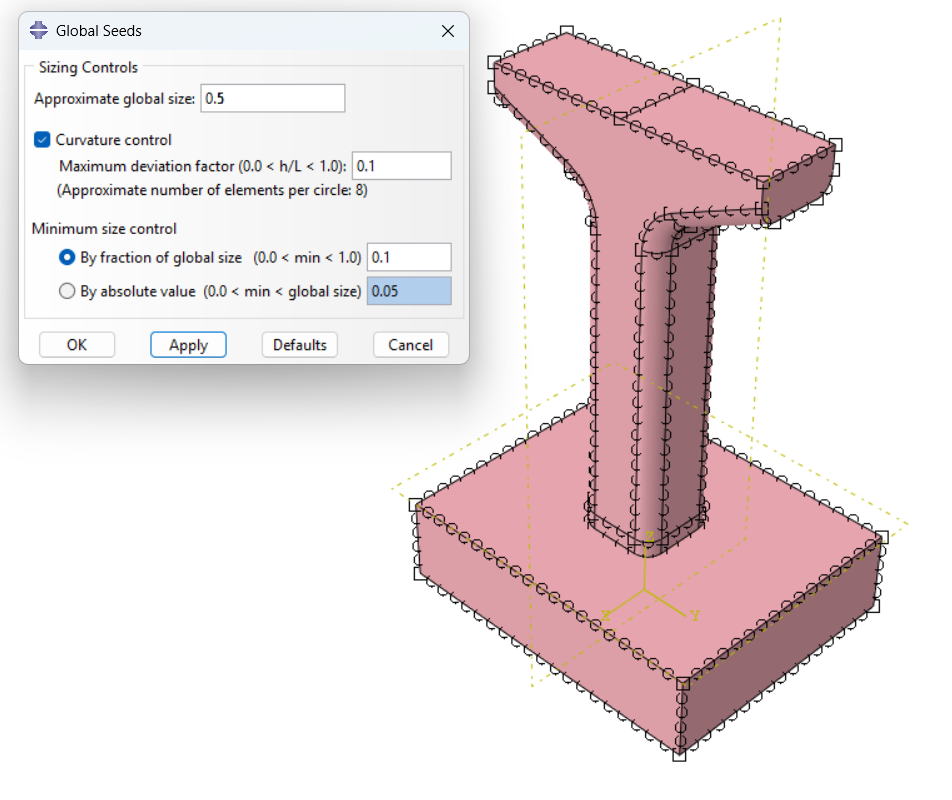 Global Seeds
Sizing Controls
Approximate global size: 0.5
Curvature control
Maximum deviation factor (0.0 < h/L < 1.0): 0.1
(Approximate number of elements per circle: 8)
Minimum size control
By fraction of global size (0.0 < min < 1.0) 0.1
By absolute value (0.0 < min < global size) 0.05
OK Apply Defaults Cancel
Z
X Y